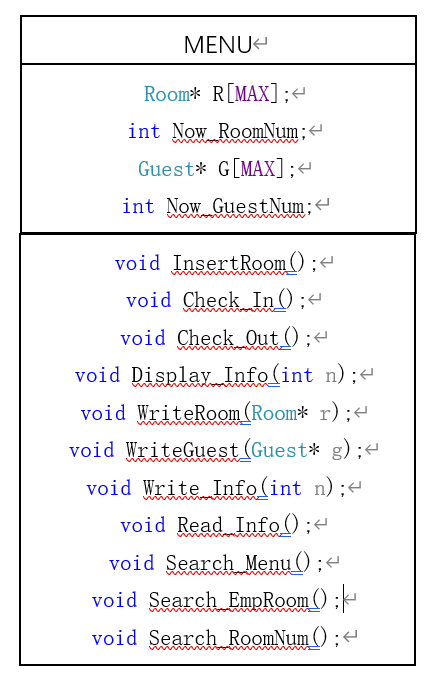 MENU
Room* R[MAX];
int Now_RoomNum;
Guest* G[MAX];
int Now_GuestNum;
void InsertRoom();
void Check_In();
void Check_Out();
void Display_Info(int n);
void WriteRoom(Room* r);
void WriteGuest(Guest* g);
void Write_Info(int n);
void Read_Info();
void Search_Menu();
void Search_EmpRoom();
void Search_RoomNum();